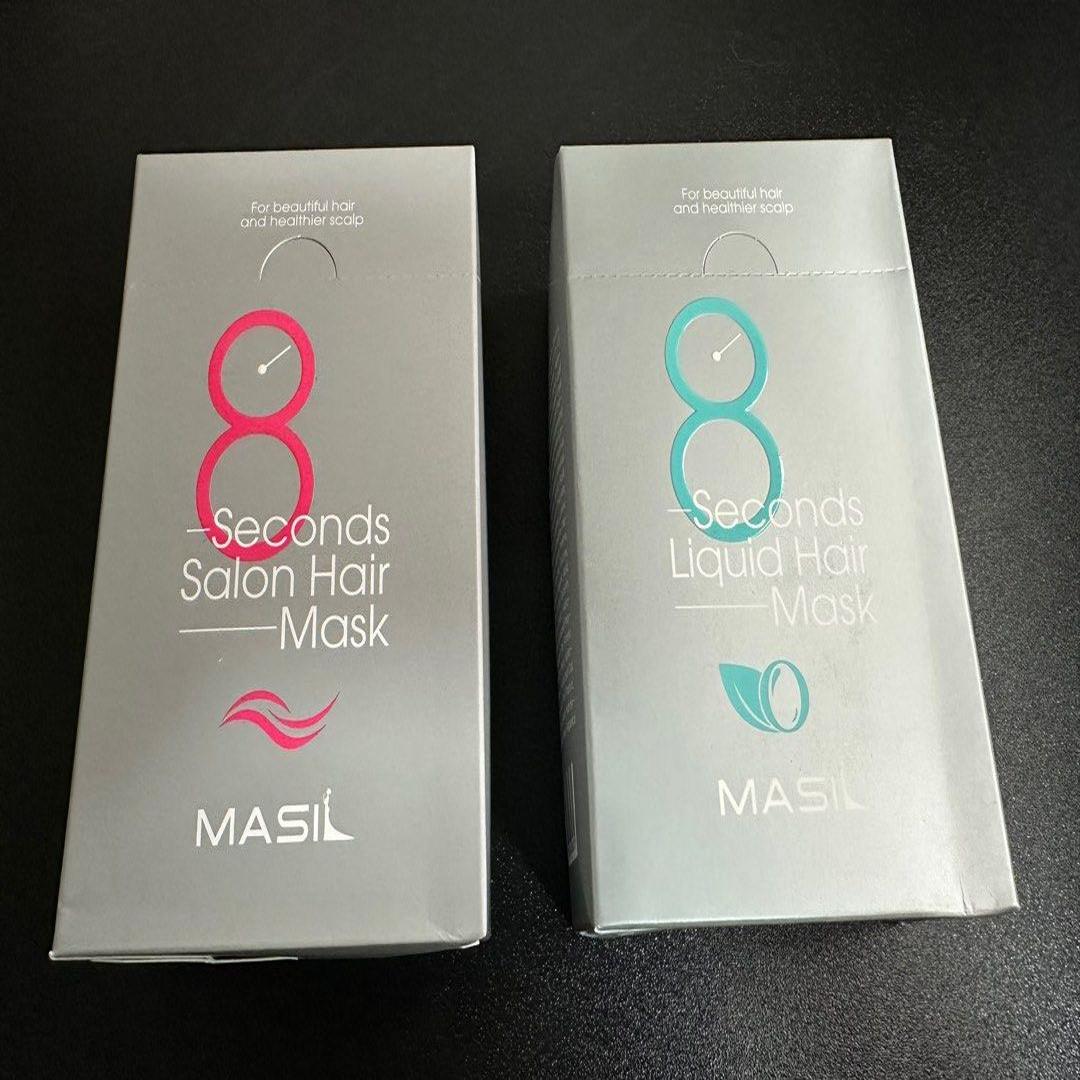 For beautiful hair
and healthier scalp
8
Seconds
Salon Hair
Mask
MASIL
For beautiful hair
and healthier scalp
8
Seconds
Liquid Hair
Mask
MASIL